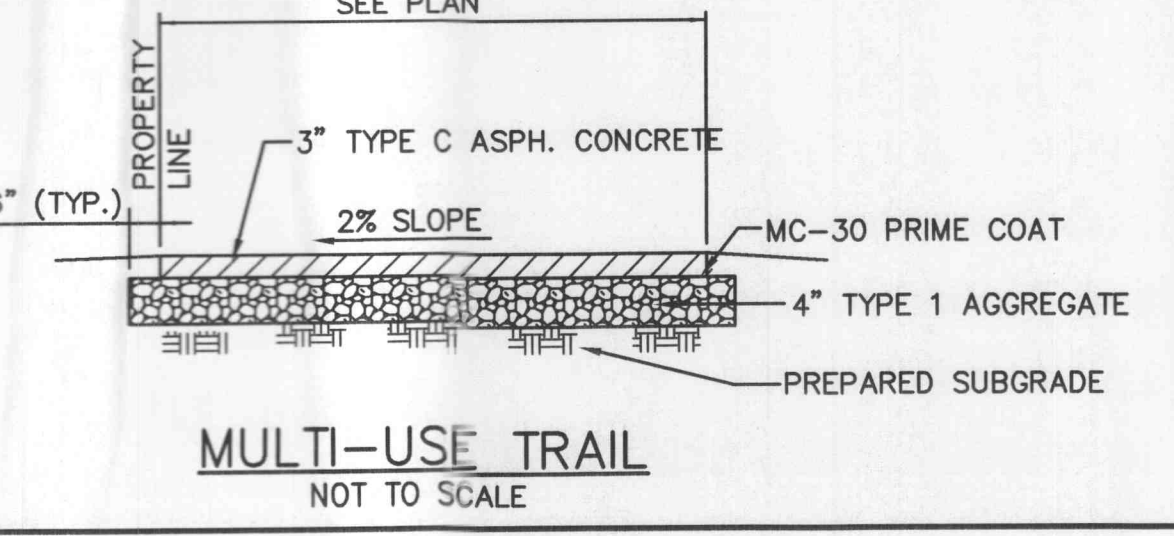 SEE PLAN
PROPERTY
LINE
3" TYPE C ASPH. CONCRETE
" (TYP.)
2% SLOPE
MC-30 PRIME COAT
4" TYPE 1 AGGREGATE
PREPARED SUBGRADE
MULTI-USE TRAIL
NOT TO SCALE